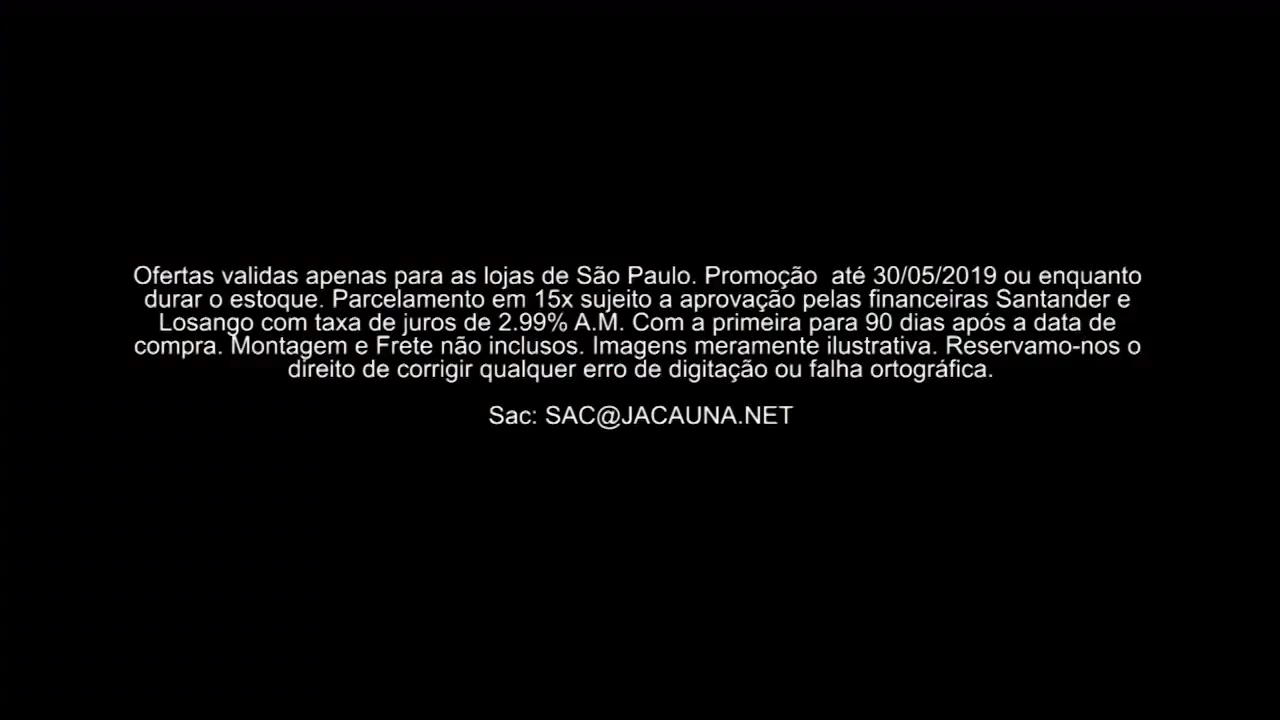 Ofertas validas apenas para as lojas de São Paulo. Promoção  até 30/05/2019 ou enquanto
durar o estoque. Parcelamento em 15x sujeito a aprovação pelas financeiras Santander e
Losango com taxa de juros de 2.99% A.M. Com a primeira para 90 dias após a data de
compra. Montagem e Frete não inclusos. Imagens meramente ilustrativa. Reservamo-nos o
direito de corrigir qualquer erro de digitação ou falha ortográfica.
Sac: SAC@JACAUNA.NET